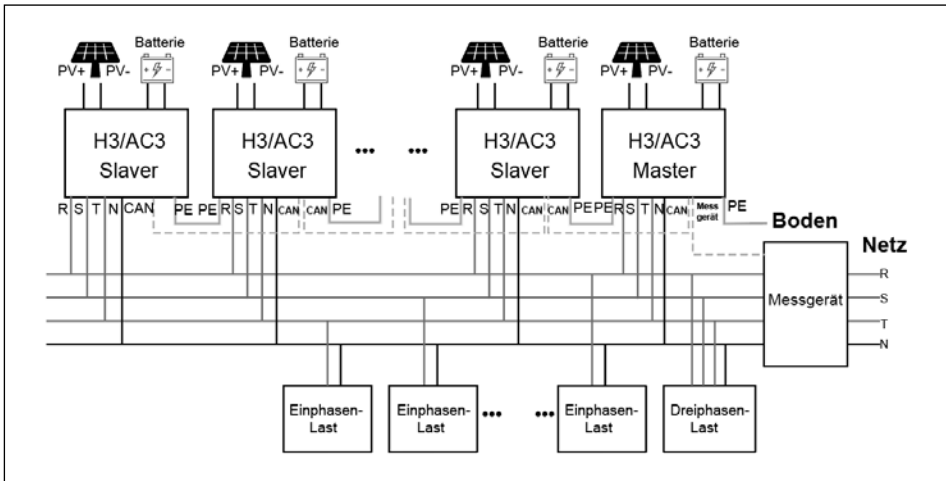 Batterie
Batterie
Batterie
Batterie
PV+ PV-
PV+ PV-
PV+ PV-
PV+ PV-
+ -
+ -
+ -
+ -
H3/AC3
Slaver
H3/AC3
Slaver
... ...
H3/AC3
Slaver
H3/AC3
Master
R S T N CAN PE
PE R S T N CAN
CAN PE
PE R S T N CAN
CAN PE
PE R S T N CAN
Mess
gerät
PE
Boden
Netz
Messgerät
R
S
T
N
Einphasen-
Last
Einphasen-
Last
... ...
Einphasen-
Last
Dreiphasen-
Last